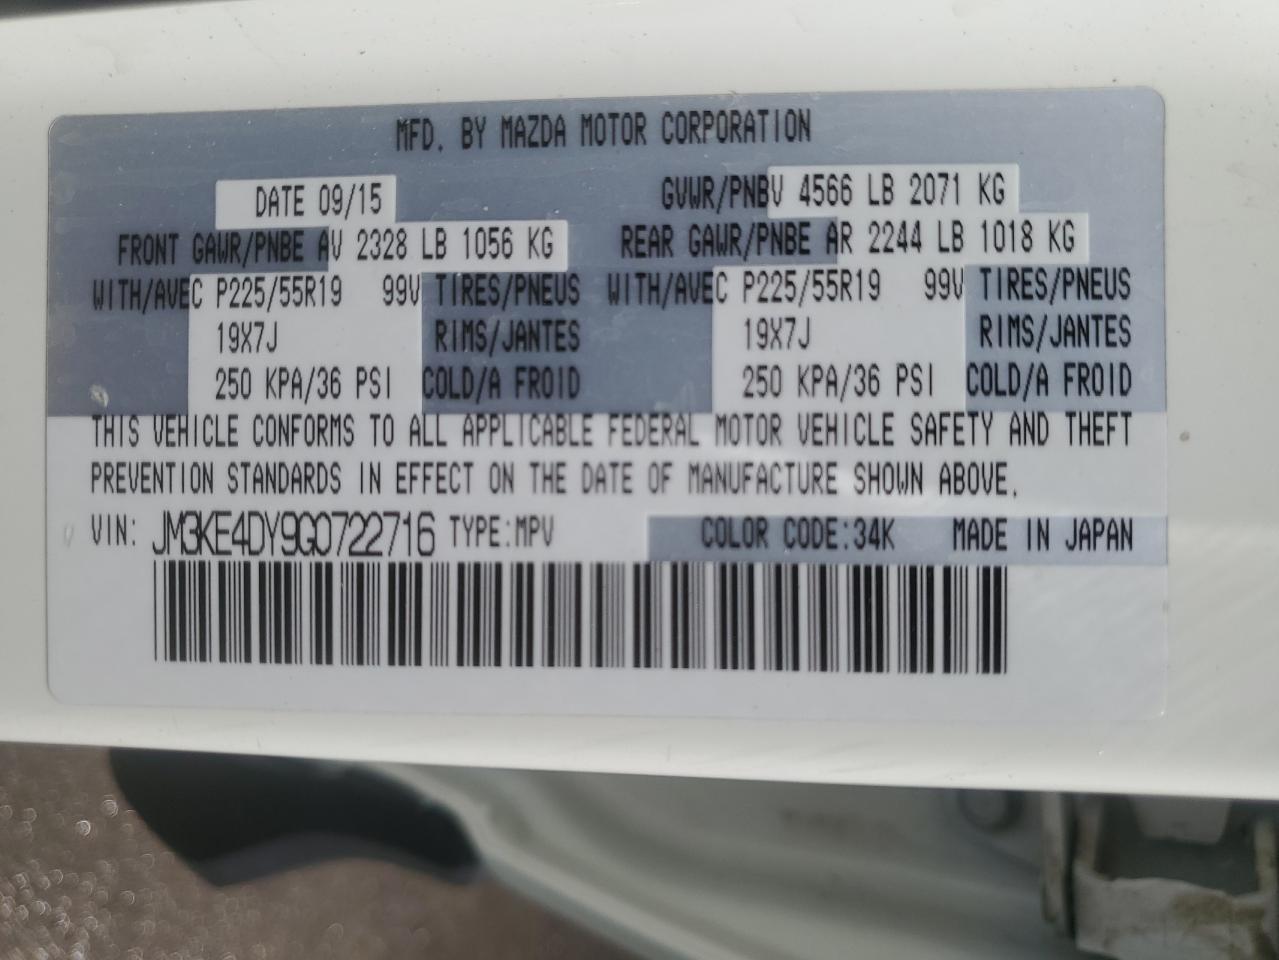 MFD. BY MAZDA MOTOR CORPORATION
DATE 09/15 GVWR/PNBV 4566 LB 2071 KG
FRONT GAWR/PNBE AV 2328 LB 1056 KG REAR GAWR/PNBE AR 2244 LB 1018 KG
WITH/AVEC P225/55R19 99V TIRES/PNEUS WITH/AVEC P225/55R19 99V TIRES/PNEUS
19X7J RIMS/JANTES 19X7J RIMS/JANTES
250 KPA/36 PSI COLD/A FROID 250 KPA/36 PSI COLD/A FROID
THIS VEHICLE CONFORMS TO ALL APPLICABLE FEDERAL MOTOR VEHICLE SAFETY AND THEFT
PREVENTION STANDARDS IN EFFECT ON THE DATE OF MANUFACTURE SHOWN ABOVE.
VIN: JM3KE4DY9G0722716 TYPE:MPV COLOR CODE:34K MADE IN JAPAN